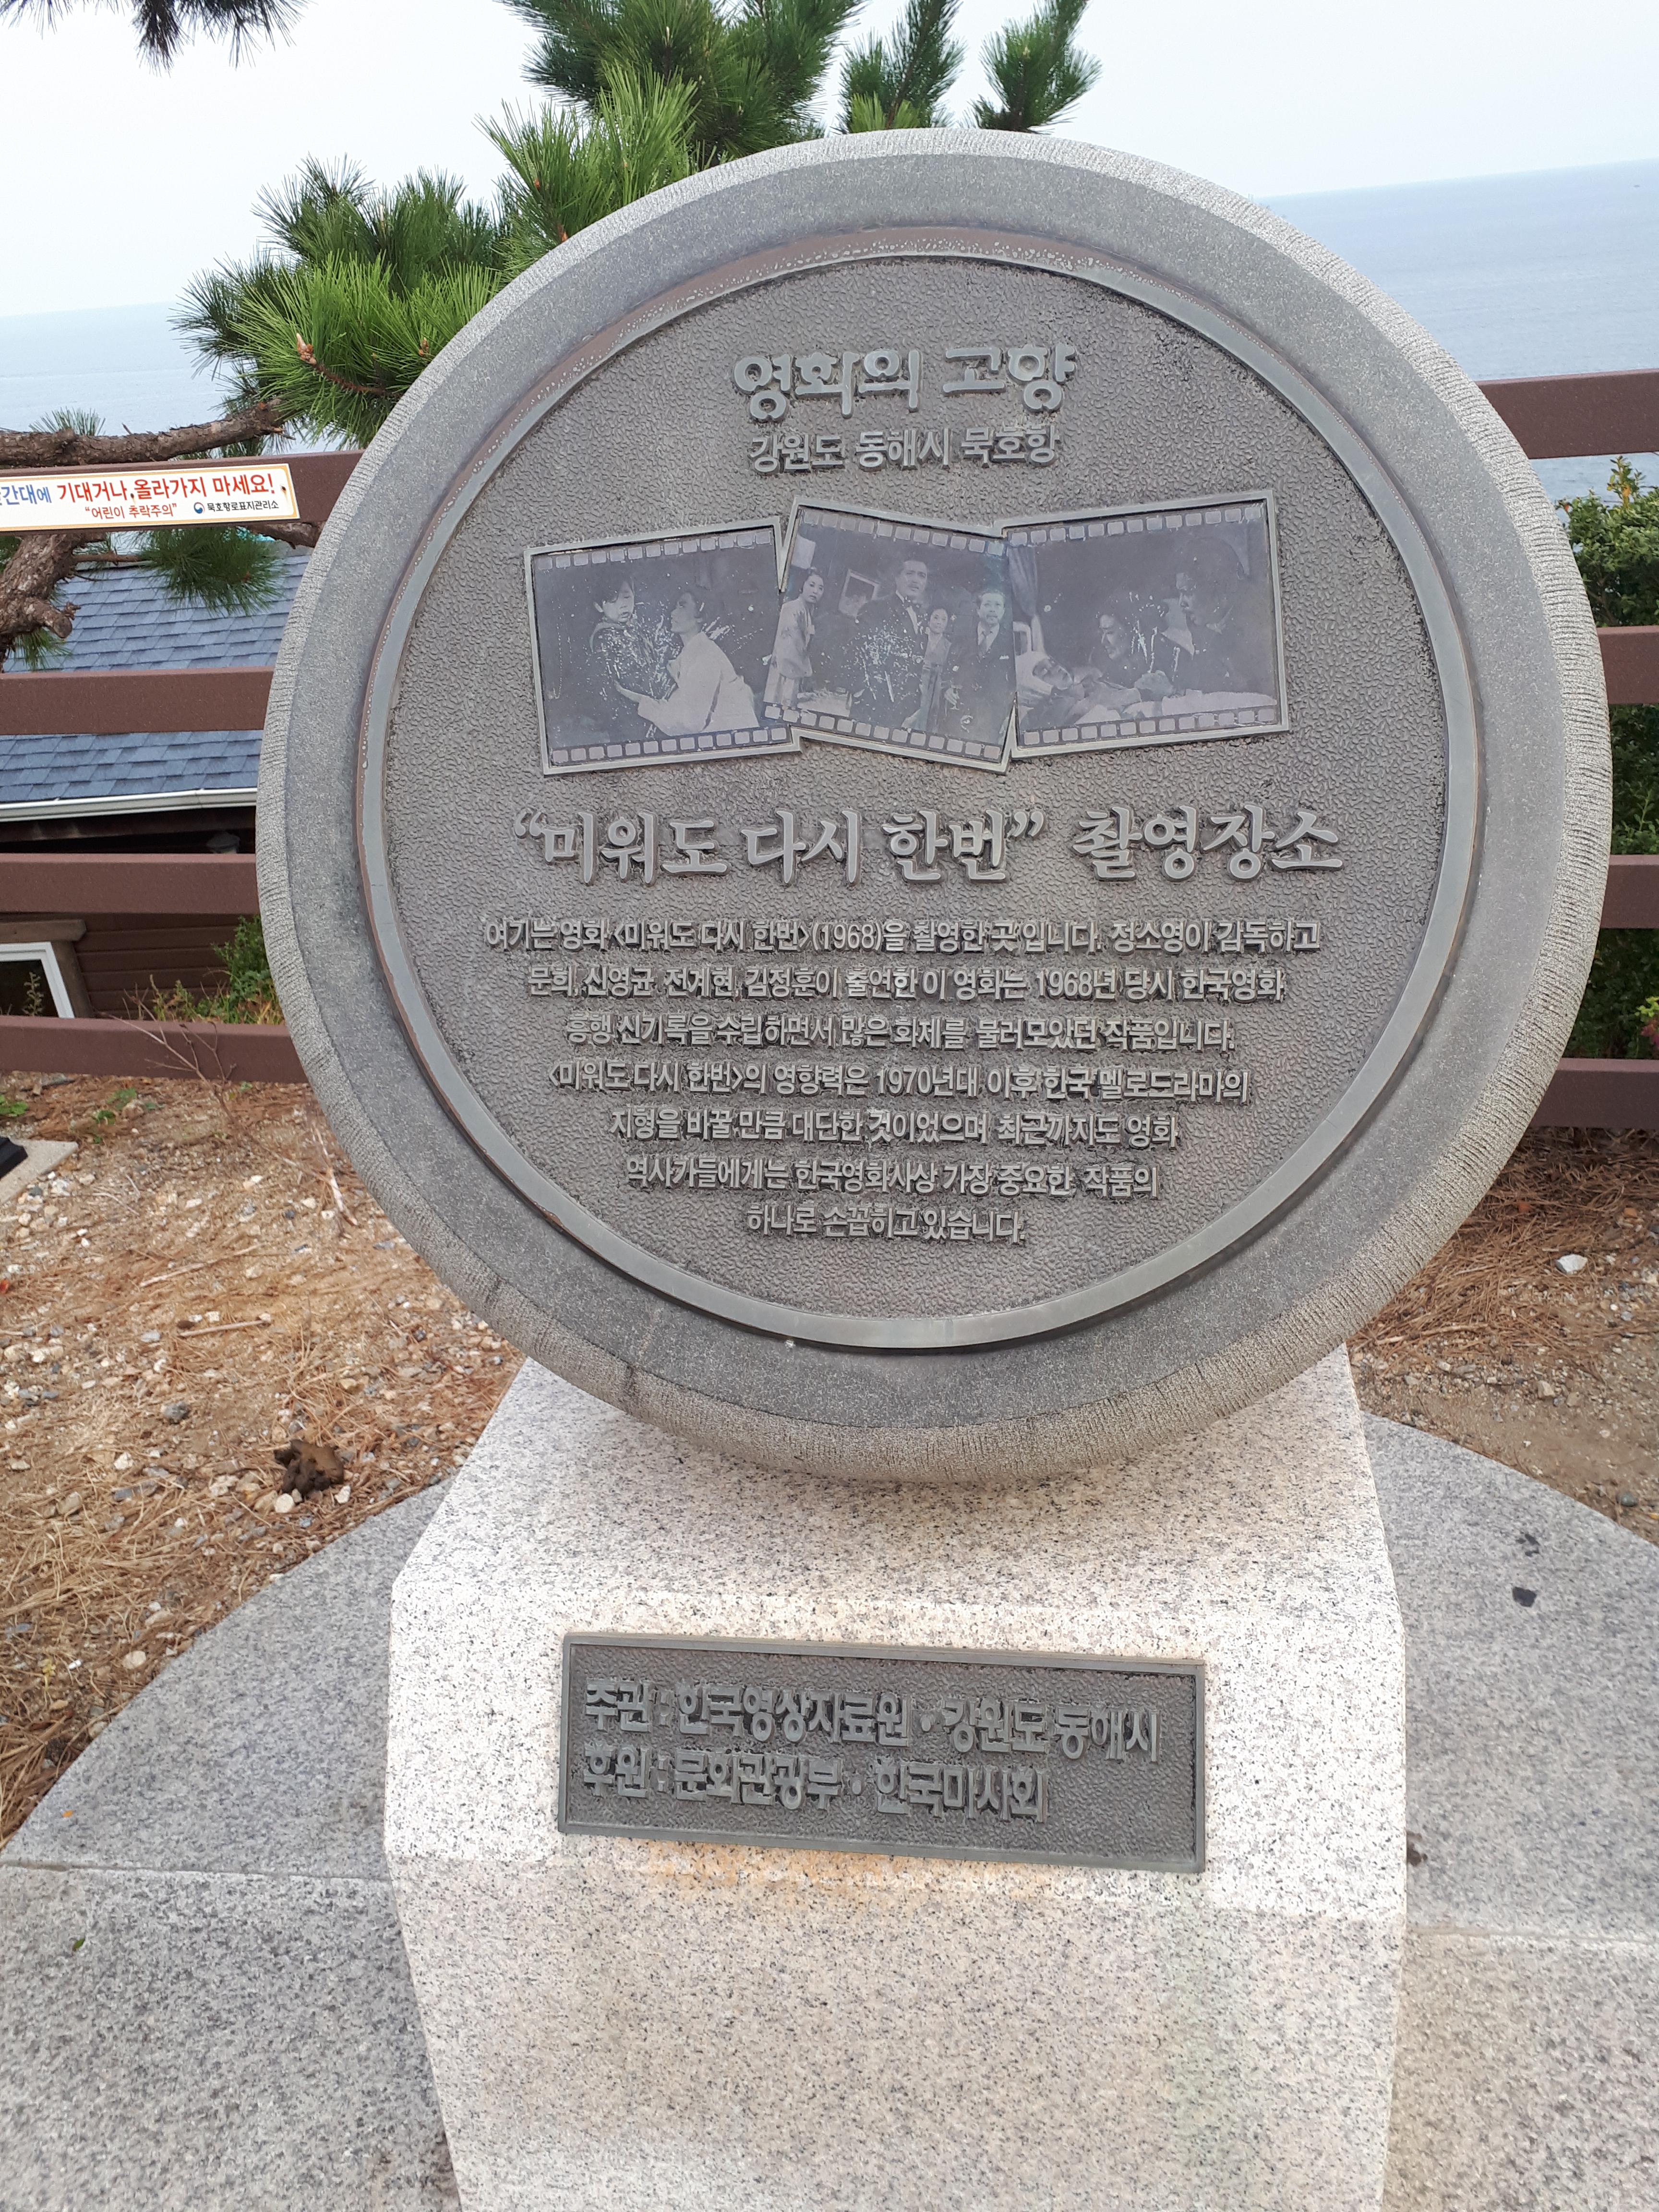 영화의 고향
강원도 동해시 묵호항
간대에 기대거나, 올라가지 마세요!
"어린이 추락주의" 묵호항로표지관리소
"미워도 다시 한번" 촬영장소
여기는 영화 <미워도 다시 한번>(1968)을 촬영한 곳 입니다. 정소영이 감독하고
문희, 신영균, 전계현, 김정훈이 출연한 이 영화는 1968년 당시 한국영화
흥행 신기록을 수립하면서 많은 화제를 불러모았던 작품입니다.
<미워도 다시 한번>의 영향력은 1970년대 이후 한국 멜로드라마의
지형을 바꿀 만큼 대단한 것이었으며 최근까지도 영화
역사가들에게는 한국영화사상 가장 중요한 작품의
하나로 손꼽히고 있습니다.
주관 : 한국영상자료원 · 강원도 동해시
후원 : 문화관광부 · 한국마사회